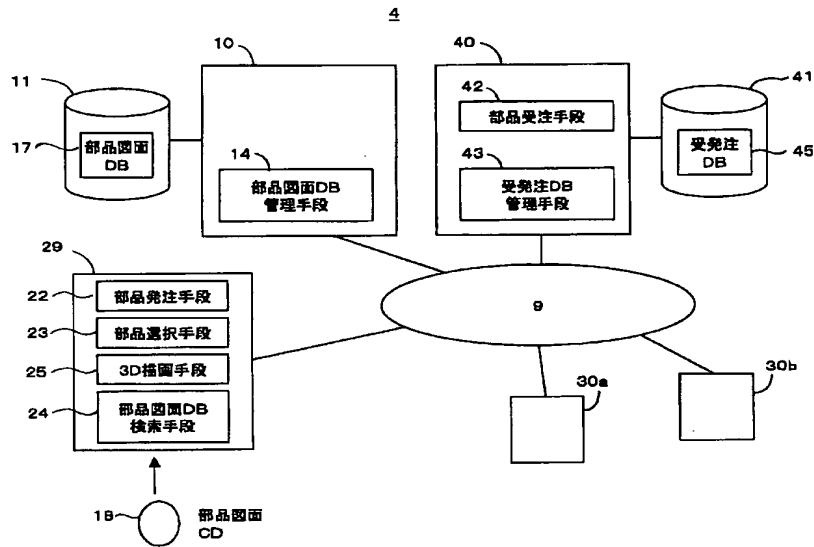 4
10
40
11
41
42
部品受注手段
17
部品図面
DB
14
43
受発注
DB
45
部品図面DB
管理手段
受発注DB
管理手段
29
22
部品発注手段
23
部品選択手段
9
25
3D描画手段
30a
30b
24
部品図面DB
検索手段
18
部品図面
CD